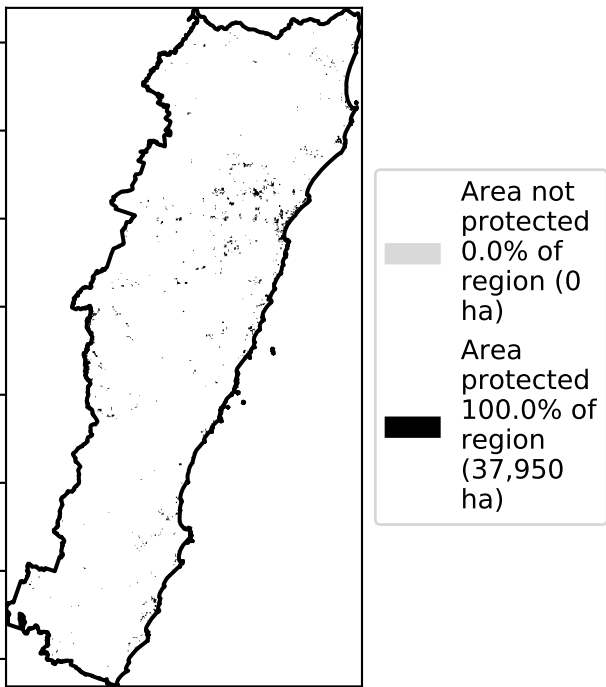 Area not
protected
0.0% of
region (0
ha)
Area
protected
100.0% of
region
(37,950
ha)